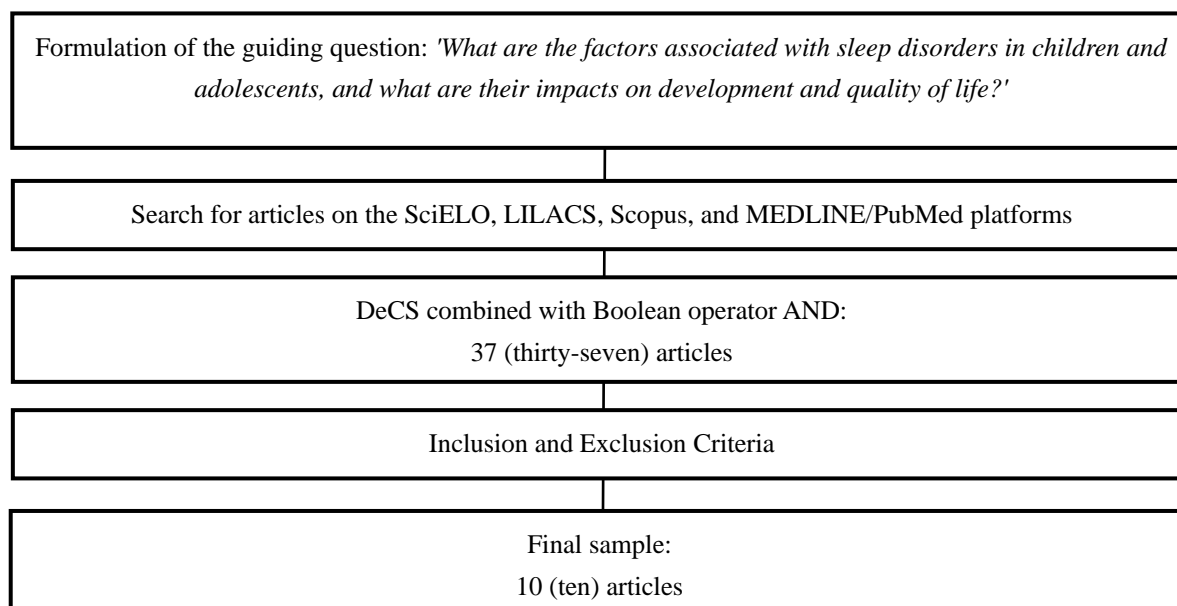 Formulation of the guiding question: 'What are the factors associated with sleep disorders in children and
adolescents, and what are their impacts on development and quality of life?'
Search for articles on the SciELO, LILACS, Scopus, and MEDLINE/PubMed platforms
DeCS combined with Boolean operator AND:
37 (thirty-seven) articles
Inclusion and Exclusion Criteria
Final sample:
10 (ten) articles